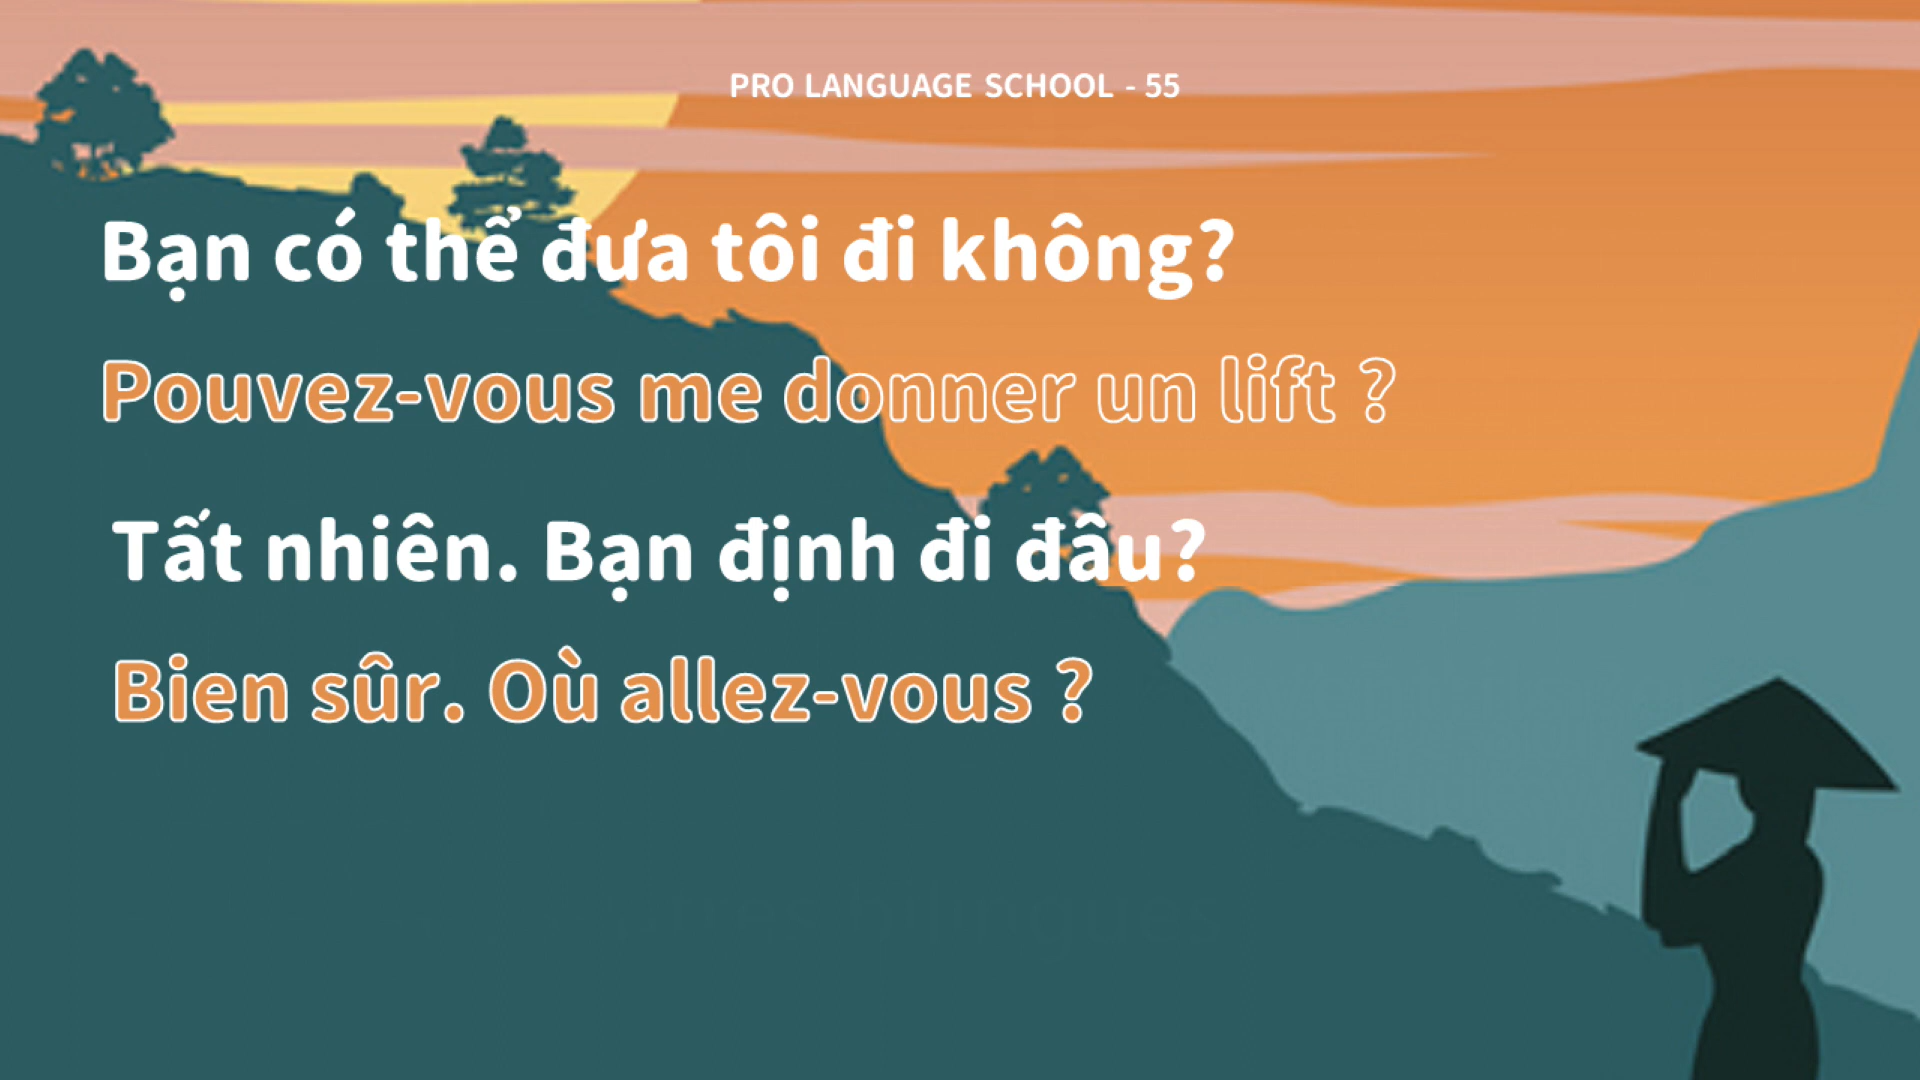 PRO LANGUAGE SCHOOL - 55
Bạn có thể đưa tôi đi không?
Pouvez-vous me donner un lift ?
Tất nhiên. Bạn định đi đâu?
Bien sûr. Où allez-vous ?